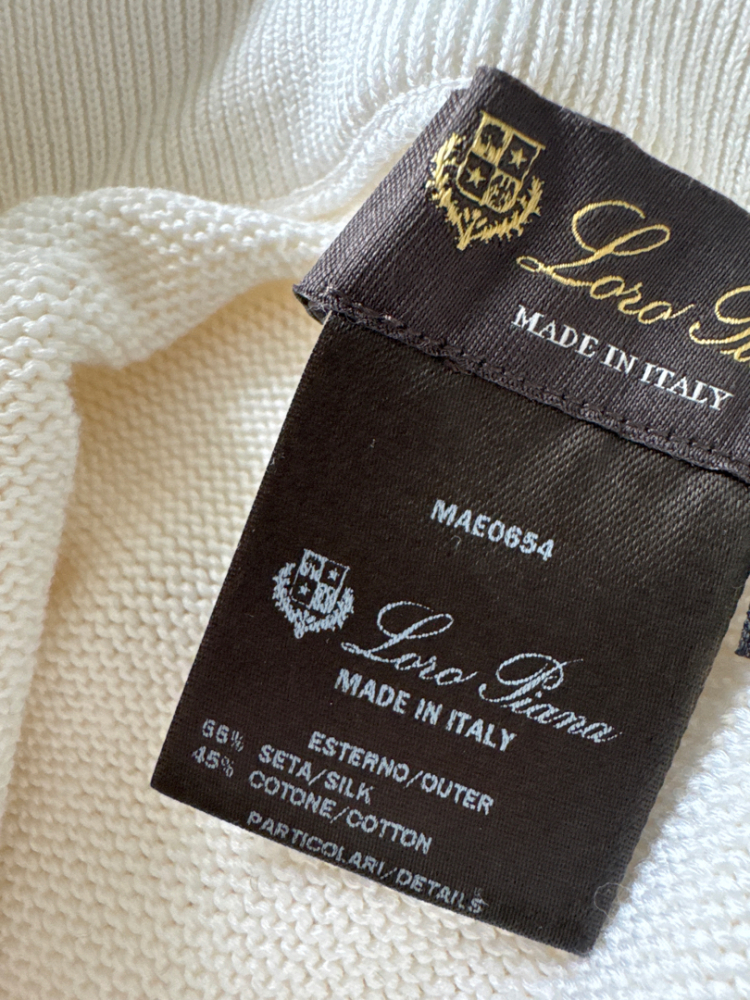 Loro Pi
MADE IN ITALY
MAE0654
Loro Piana
MADE IN ITALY
ESTERNO/OUTER
55% SETA/SILK
45% COTONE/COTTON
PARTICOLARI/DETAILS